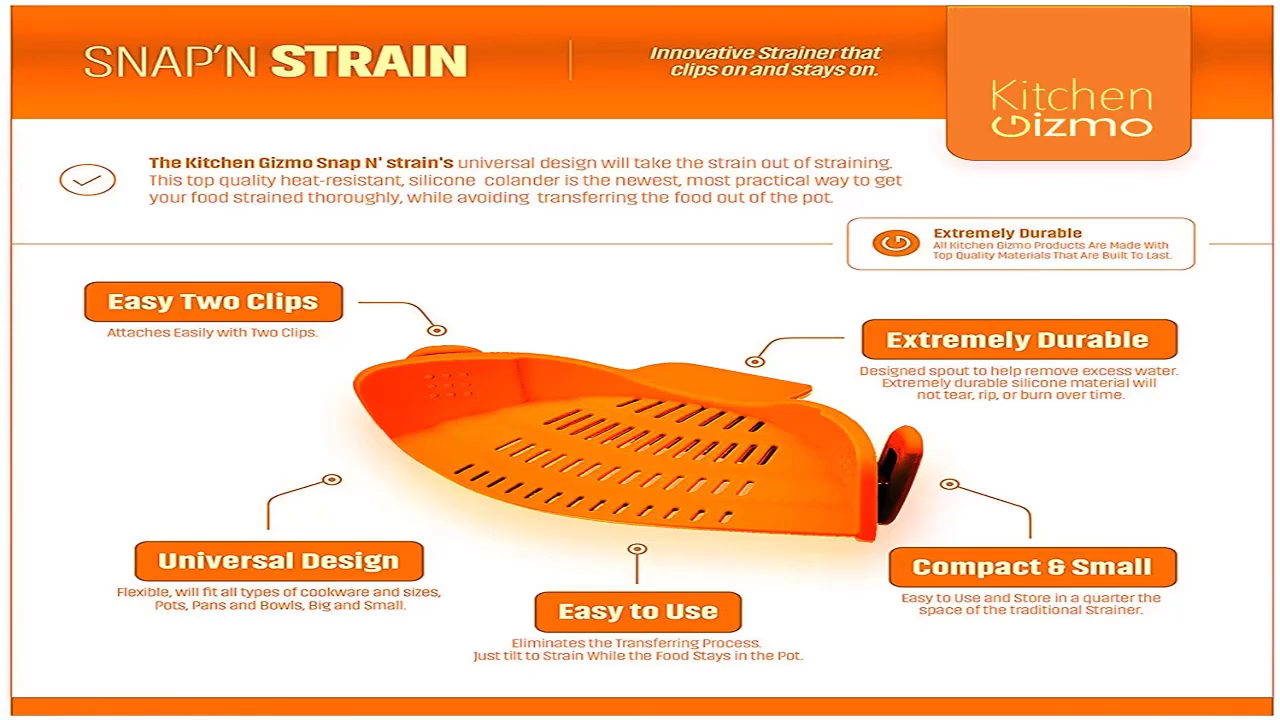 SNAP'N STRAIN
Innovative Strainer that
clips on and stays on.
Kitchen
Gizmo
The Kitchen Gizmo Snap N' strain's universal design will take the strain out of straining.
This top quality heat-resistant, silicone colander is the newest, most practical way to get
your food strained thoroughly, while avoiding transferring the food out of the pot.
Extremely Durable
All Kitchen Gizmo Products Are Made With
Top Quality Materials That Are Built To Last.
Easy Two Clips
Attaches Easily with Two Clips.
Extremely Durable
Designed spout to help remove excess water.
Extremely durable silicone material will
not tear, rip, or burn over time.
Universal Design
Flexible, will fit all types of cookware and sizes,
Pots, Pans and Bowls, Big and Small.
Easy to Use
Eliminates the Transferring Process.
Just tilt to Strain While the Food Stays in the Pot.
Compact & Small
Easy to Use and Store in a quarter the
space of the traditional Strainer.